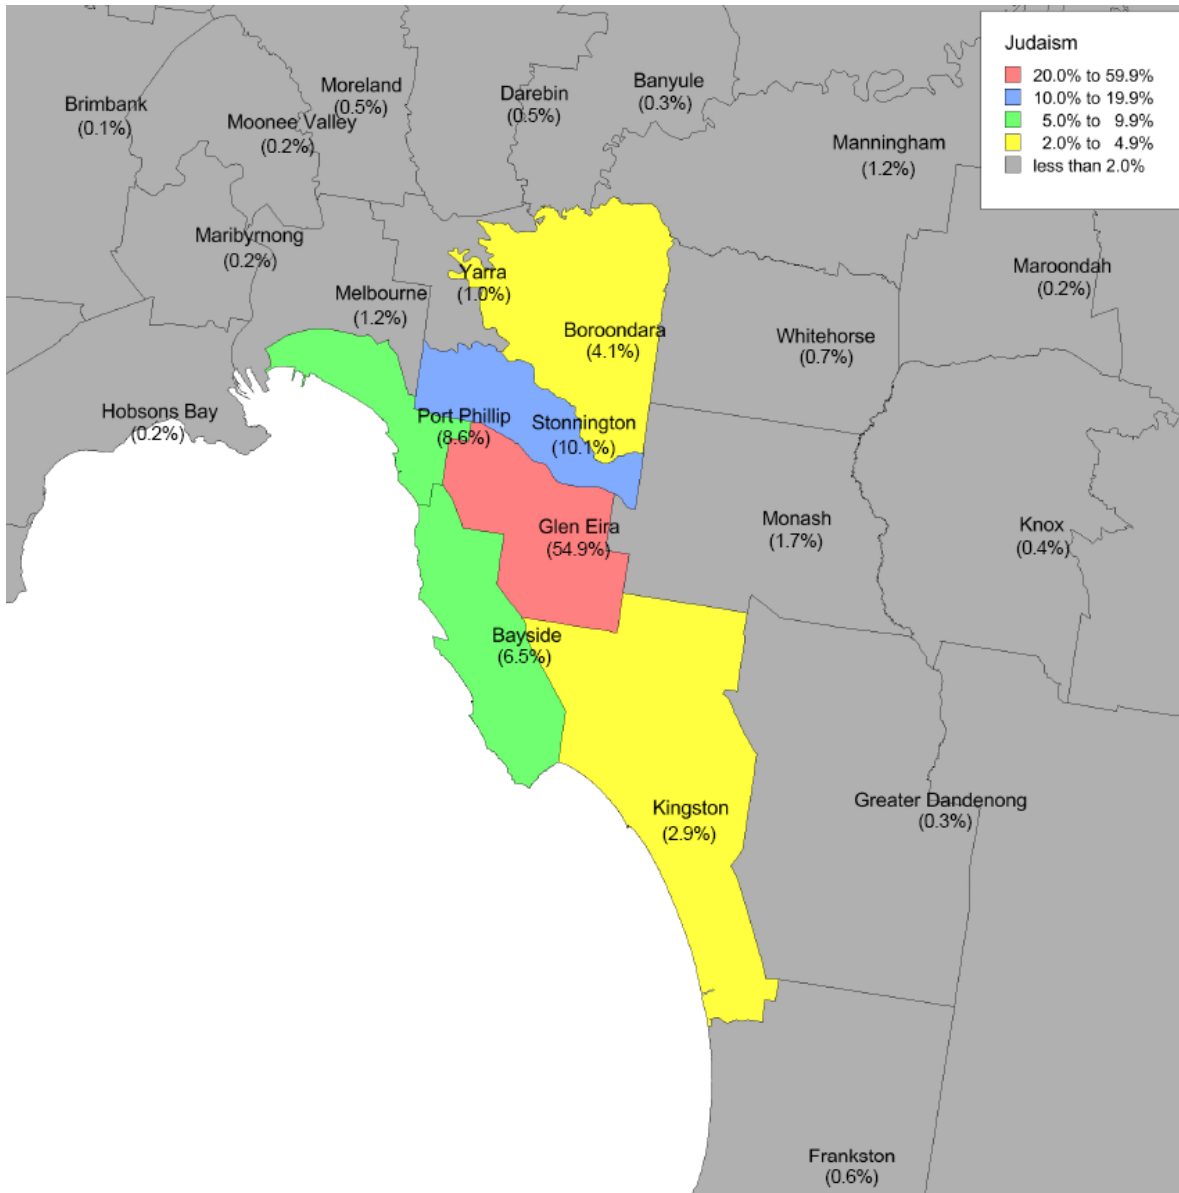 Judaism
20.0% to 59.9%
10.0% to 19.9%
5.0% to 9.9%
2.0% to 4.9%
less than 2.0%
Brimbank
(0.1%)
Moreland
(0.5%)
Moonee Valley
(0.2%)
Darebin
(0.5%)
Banyule
(0.3%)
Manningham
(1.2%)
Maribyrnong
(0.2%)
Melbourne
(1.2%)
Yarra
(1.0%)
Boroondara
(4.1%)
Whitehorse
(0.7%)
Maroondah
(0.2%)
Hobsons Bay
(0.2%)
Port Phillip
(8.6%)
Stonnington
(10.1%)
Glen Eira
(54.9%)
Monash
(1.7%)
Knox
(0.4%)
Bayside
(6.5%)
Kingston
(2.9%)
Greater Dandenong
(0.3%)
Frankston
(0.6%)